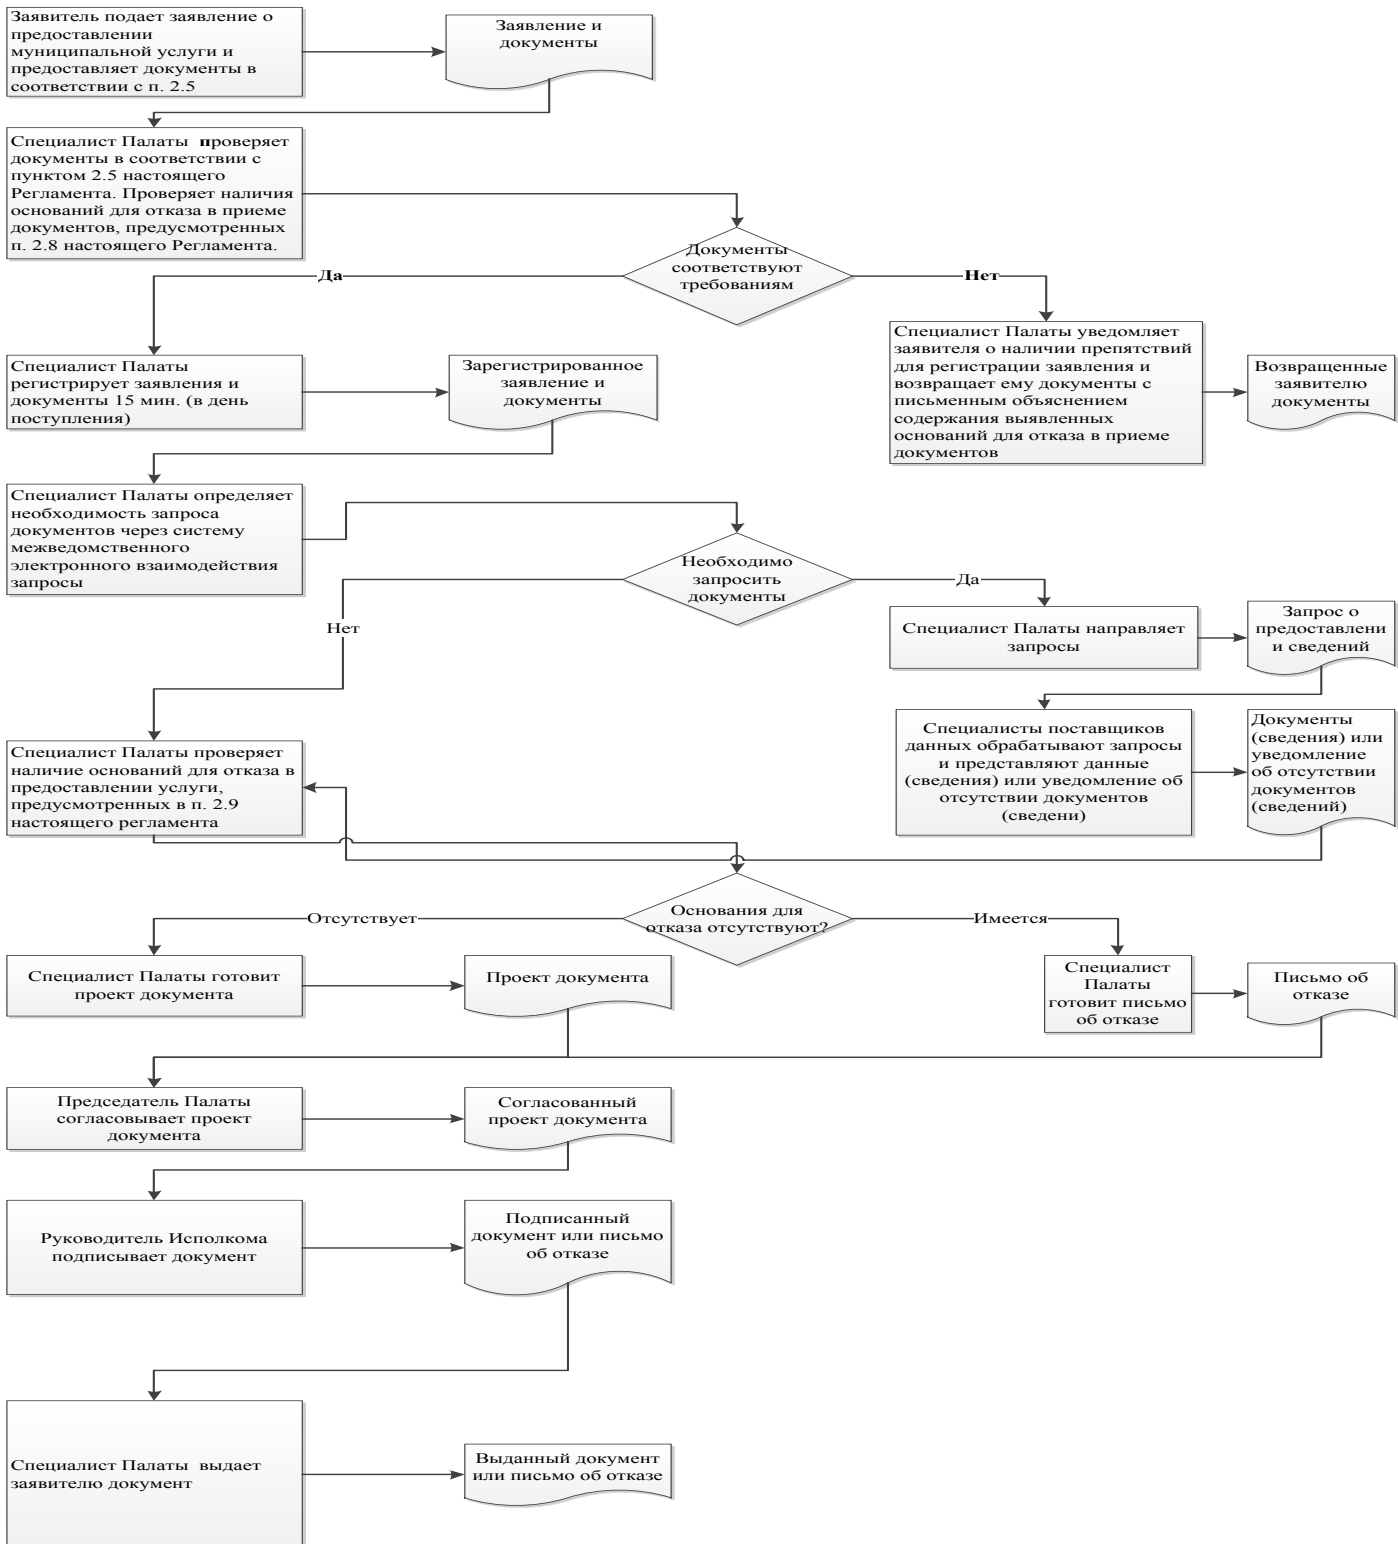 Заявитель подает заявление о
предоставлении
муниципальной услуги и
предоставляет документы в
соответствии с п. 2.5
Заявление и
документы
Специалист Палаты проверяет
документы в соответствии с
пунктом 2.5 настоящего
Регламента. Проверяет наличия
оснований для отказа в приеме
документов, предусмотренных
п. 2.8 настоящего Регламента.
Документы
соответствуют
требованиям
Да
Нет
Специалист Палаты
регистрирует заявления и
документы 15 мин. (в день
поступления)
Зарегистрированное
заявление и
документы
Специалист Палаты уведомляет
заявителя о наличии препятствий
для регистрации заявления и
возвращает ему документы с
письменным объяснением
содержания выявленных
оснований для отказа в приеме
документов
Возвращенные
заявителю
документы
Специалист Палаты определяет
необходимость запроса
документов через систему
межведомственного
электронного взаимодействия
запросы
Необходимо
запросить
документы
Да
Нет
Специалист Палаты направляет
запросы
Запрос о
предоставлени
и сведений
Специалисты поставщиков
данных обрабатывают запросы
и представляют данные
(сведения) или уведомление об
отсутствии документов
(сведени)
Документы
(сведения) или
уведомление
об отсутствии
документов
(сведений)
Специалист Палаты проверяет
наличие оснований для отказа в
предоставлении услуги,
предусмотренных в п. 2.9
настоящего регламента
Основания для
отказа отсутствуют?
Отсутствует
Имеется
Специалист Палаты готовит
проект документа
Проект документа
Специалист
Палаты
готовит письмо
об отказе
Письмо об
отказе
Председатель Палаты
согласовывает проект
документа
Согласованный
проект документа
Руководитель Исполкома
подписывает документ
Подписанный
документ или письмо
об отказе
Специалист Палаты выдает
заявителю документ
Выданный документ
или письмо об отказе